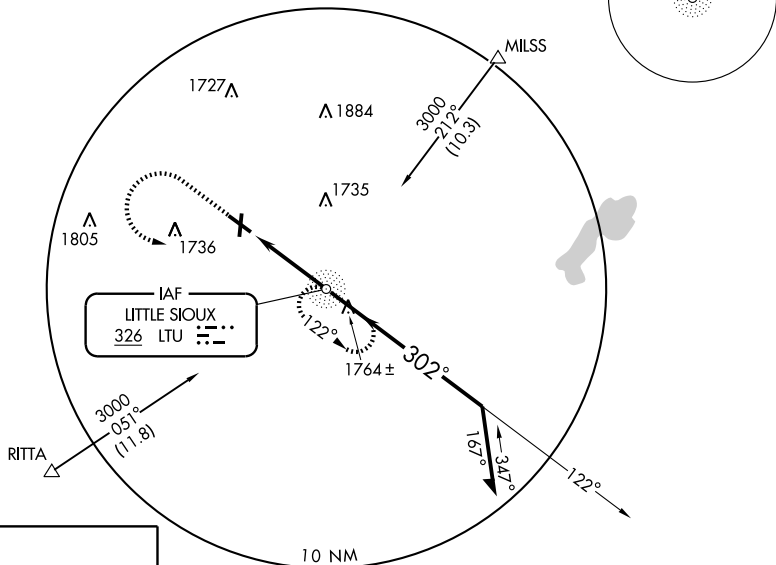 MILSS
1727
1884
3000
212°
(10.3)
1735
1805
1736
IAF
LITTLE SIOUX
326 LTU
122°
1764 ±
302°
3000
051°
(11.8)
RITTA
167°
347°
122°
10 NM